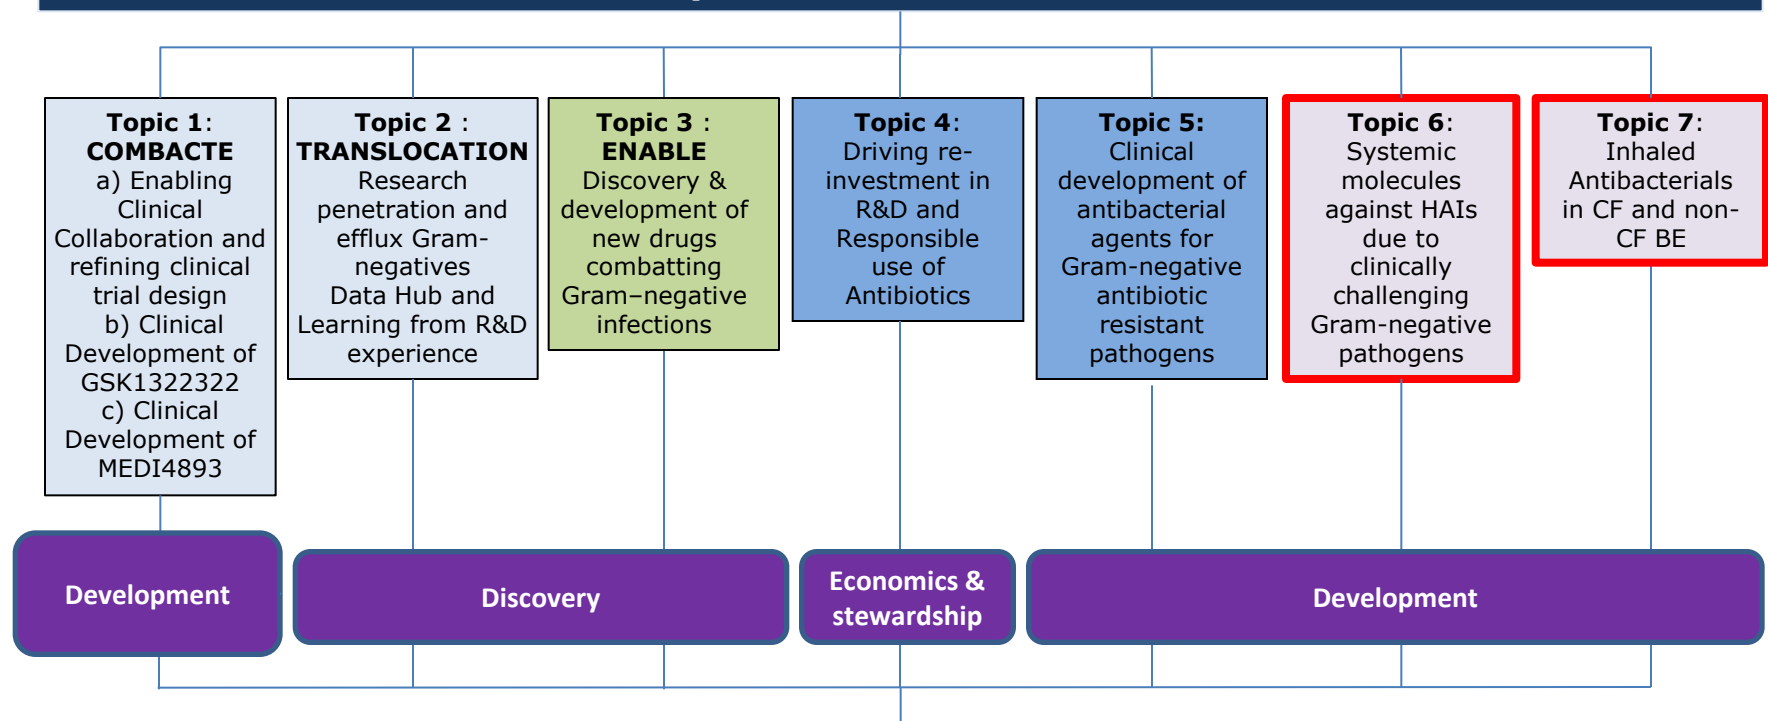 Topic 1:
COMBACTE
a) Enabling
Clinical
Collaboration and
refining clinical
trial design
b) Clinical
Development of
GSK1322322
c) Clinical
Development of
MEDI4893
Topic 2 :
TRANSLOCATION
Research
penetration and
efflux Gram-
negatives
Data Hub and
Learning from R&D
experience
Topic 3 :
ENABLE
Discovery &
development of
new drugs
combatting
Gram–negative
infections
Topic 4:
Driving re-
investment in
R&D and
Responsible
use of
Antibiotics
Topic 5:
Clinical
development of
antibacterial
agents for
Gram-negative
antibiotic
resistant
pathogens
Topic 6:
Systemic
molecules
against HAIs
due to
clinically
challenging
Gram-negative
pathogens
Topic 7:
Inhaled
Antibacterials
in CF and non-
CF BE
Development
Discovery
Economics &
stewardship
Development